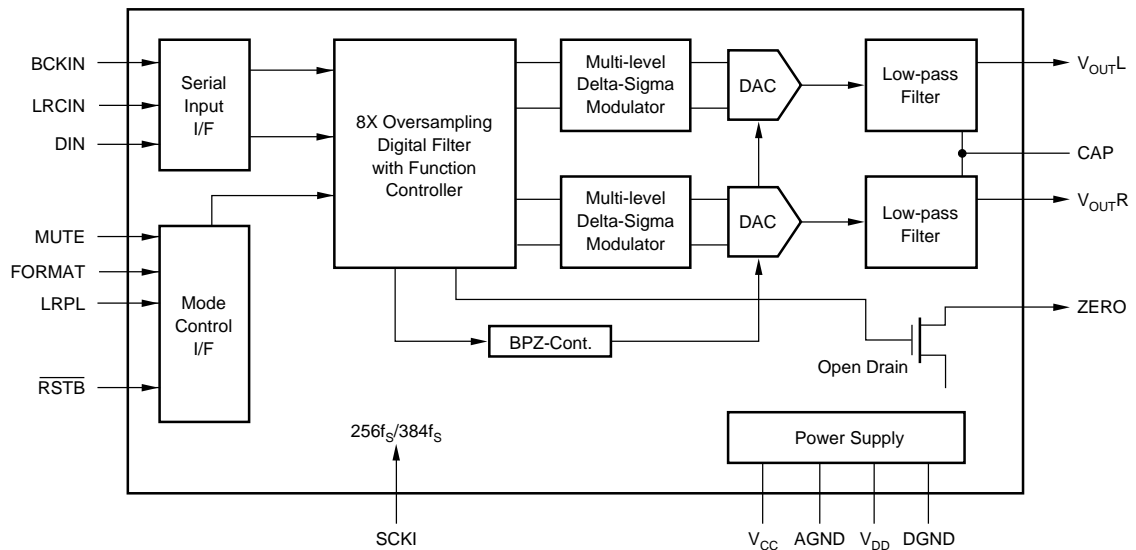 BCKIN
LRCIN
DIN
Serial
Input
I/F
8X Oversampling
Digital Filter
with Function
Controller
Multi-level
Delta-Sigma
Modulator
DAC
Low-pass
Filter
VOUTL
CAP
Multi-level
Delta-Sigma
Modulator
DAC
Low-pass
Filter
VOUTR
MUTE
FORMAT
LRPL
RSTB
Mode
Control
I/F
BPZ-Cont.
Open Drain
ZERO
256fS/384fS
SCKI
Power Supply
VCC
AGND
VDD
DGND